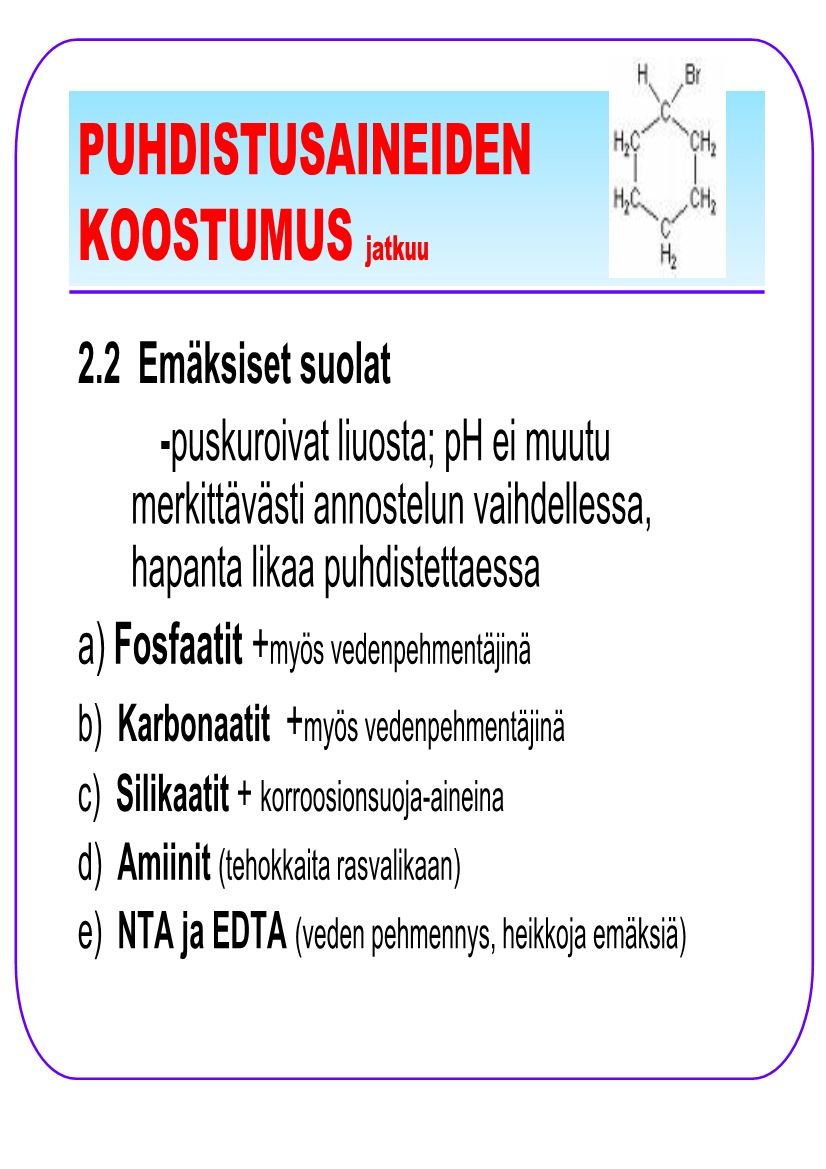 H Br
C
H₂C CH₂
H₂C CH₂
C
H₂
PUHDISTUSAINEIDEN
KOOSTUMUS jatkuu
2.2 Emäksiset suolat
-puskuroivat liuosta; pH ei muutu
merkittävästi annostelun vaihdellessa,
hapanta likaa puhdistettaessa
a) Fosfaatit +myös vedenpehmentäjinä
b) Karbonaatit +myös vedenpehmentäjinä
c) Silikaatit + korroosionsuoja-aineina
d) Amiinit (tehokkaita rasvalikaan)
e) NTA ja EDTA (veden pehmennys, heikkoja emäksiä)